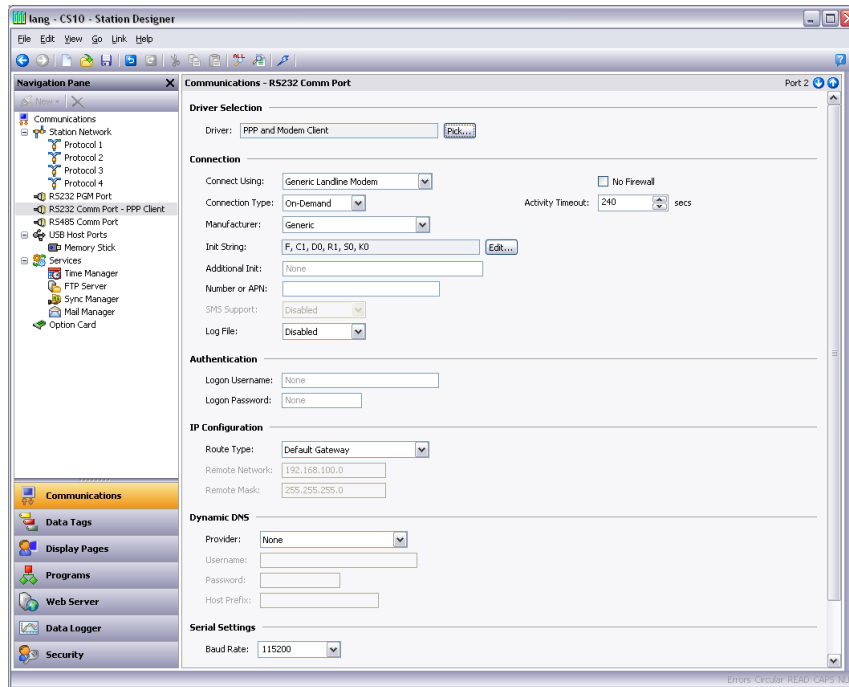 lang - CS10 - Station Designer
File Edit View Go Link Help
Navigation Pane
New
Communications
Station Network
Protocol 1
Protocol 2
Protocol 3
Protocol 4
RS232 PGM Port
RS232 Comm Port - PPP Client
RS485 Comm Port
USB Host Ports
Memory Stick
Services
Time Manager
FTP Server
Sync Manager
Mail Manager
Option Card
Communications
Data Tags
Display Pages
Programs
Web Server
Data Logger
Security
Communications - RS232 Comm Port Port 2
Driver Selection
Driver: PPP and Modem Client Pick...
Connection
Connect Using: Generic Landline Modem No Firewall
Connection Type: On-Demand Activity Timeout: 240 secs
Manufacturer: Generic
Init String: F, C1, D0, R1, S0, K0 Edit...
Additional Init: None
Number or APN:
SMS Support: Disabled
Log File: Disabled
Authentication
Logon Username: None
Logon Password: None
IP Configuration
Route Type: Default Gateway
Remote Network: 192.168.100.0
Remote Mask: 255.255.255.0
Dynamic DNS
Provider: None
Username:
Password:
Host Prefix:
Serial Settings
Baud Rate: 115200
Errors Circular READ CAPS